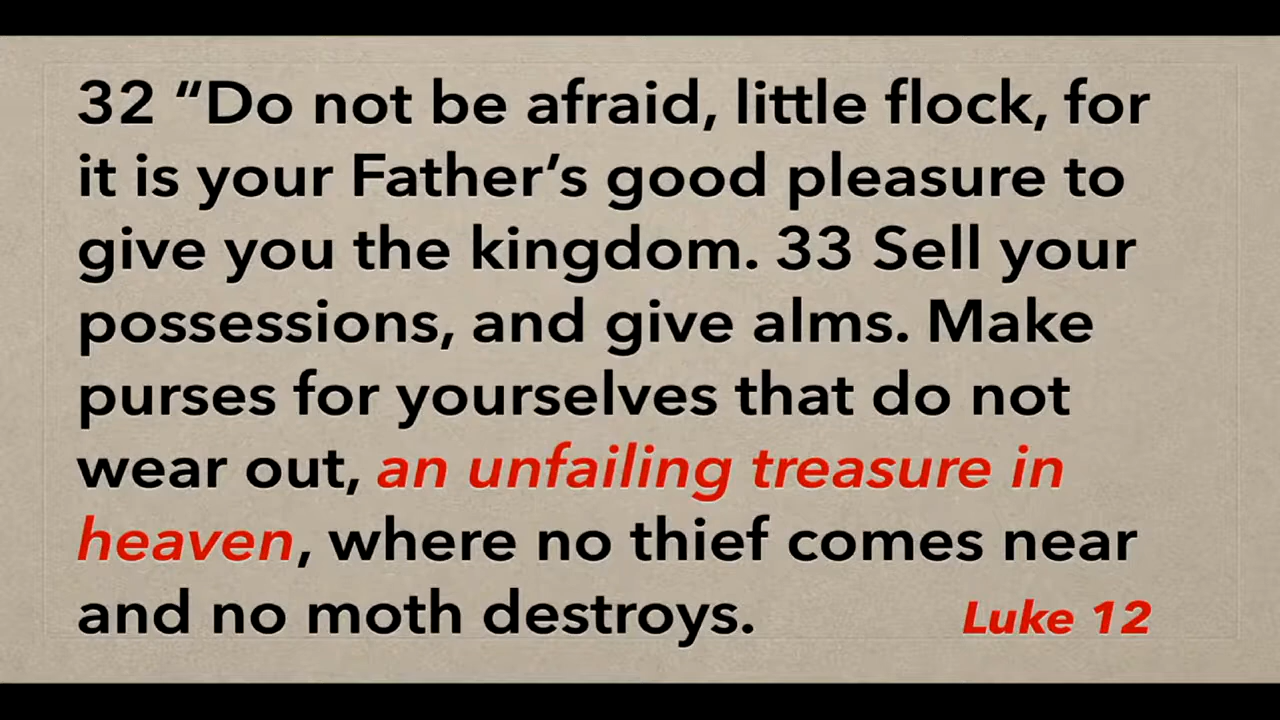 32 “Do not be afraid, little flock, for
it is your Father’s good pleasure to
give you the kingdom. 33 Sell your
possessions, and give alms. Make
purses for yourselves that do not
wear out, an unfailing treasure in
heaven, where no thief comes near
and no moth destroys. Luke 12